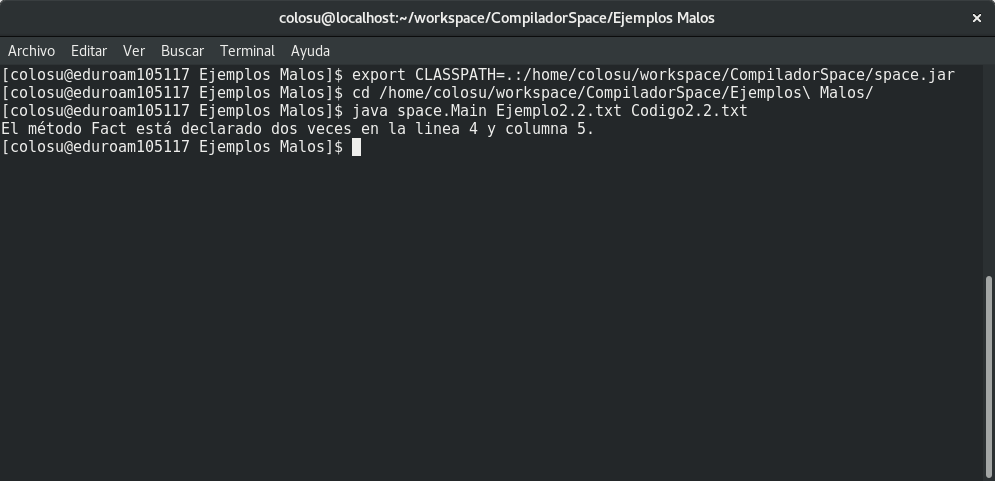 colosu@localhost:~/workspace/CompiladorSpace/Ejemplos Malos
Archivo Editar Ver Buscar Terminal Ayuda
[colosu@eduroam105117 Ejemplos Malos]$ export CLASSPATH=.:/home/colosu/workspace/CompiladorSpace/space.jar
[colosu@eduroam105117 Ejemplos Malos]$ cd /home/colosu/workspace/CompiladorSpace/Ejemplos\ Malos/
[colosu@eduroam105117 Ejemplos Malos]$ java space.Main Ejemplo2.2.txt Codigo2.2.txt
El método Fact está declarado dos veces en la linea 4 y columna 5.
[colosu@eduroam105117 Ejemplos Malos]$